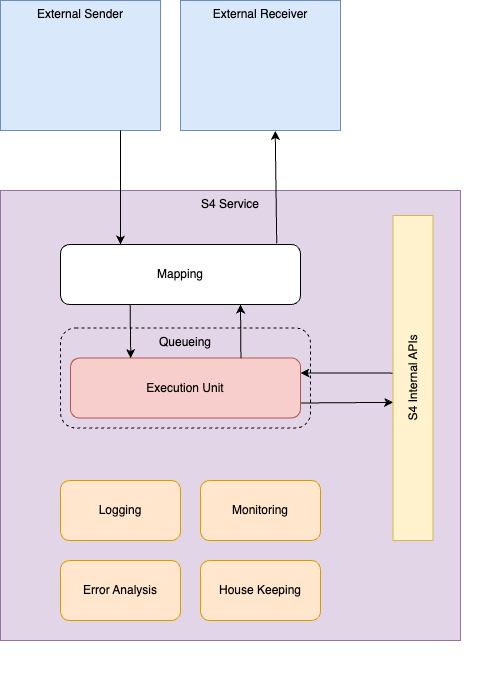 External Sender
External Receiver
S4 Service
Mapping
Queueing
Execution Unit
S4 Internal APIs
Logging
Monitoring
Error Analysis
House Keeping